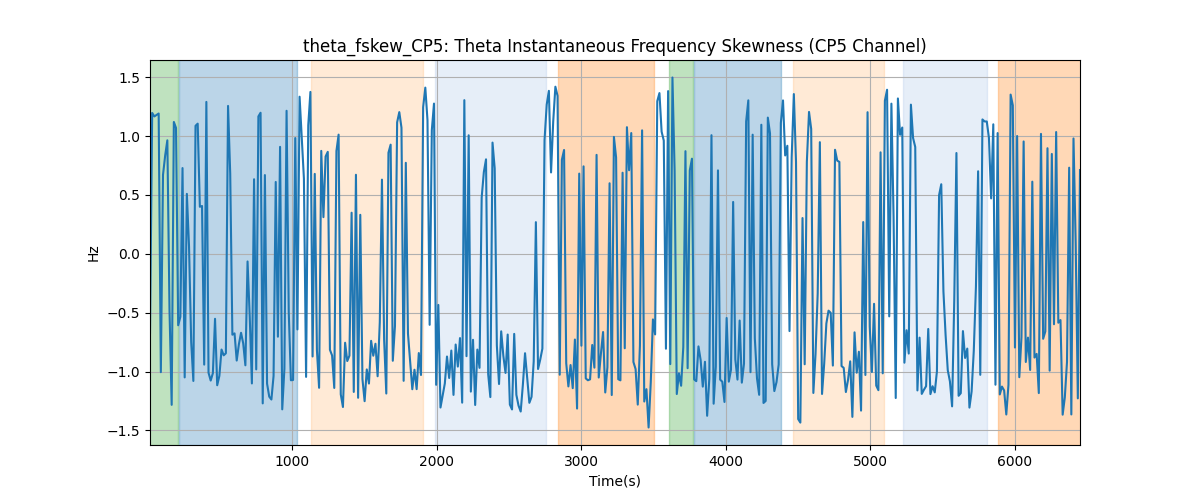 theta_fskew_CP5: Theta Instantaneous Frequency Skewness (CP5 Channel)
1.5
1.0
0.5
0.0
−0.5
−1.0
−1.5
Hz
1000 2000 3000 4000 5000 6000
Time(s)